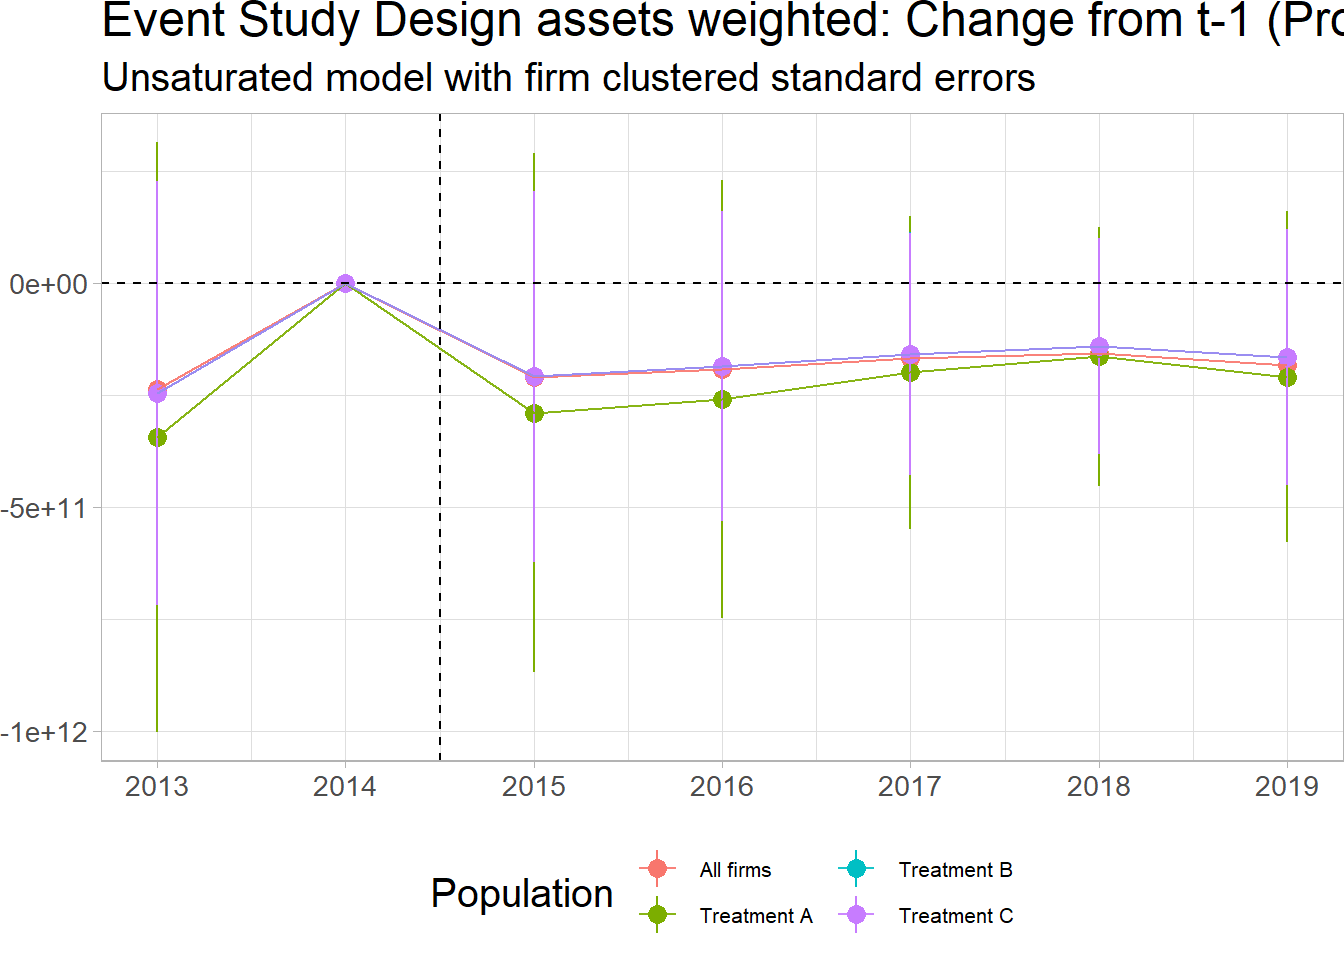 Event Study Design assets weighted: Change from t-1 (Pro
Unsaturated model with firm clustered standard errors
0e+00
-5e+11
-1e+12
2013 2014 2015 2016 2017 2018 2019
Population
All firms
Treatment B
Treatment A
Treatment C